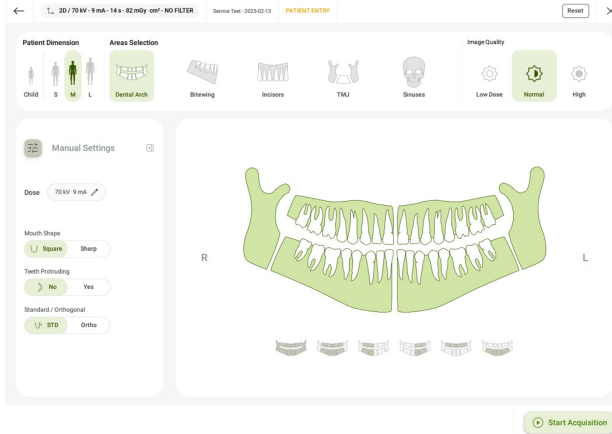 2D / 70 kV - 9 mA - 14 s - 82 mGy · cm² - NO FILTER
Service Test - 2025-02-13
PATIENT ENTRY
Reset
Patient Dimension
Areas Selection
Image Quality
Child
S
M
L
Dental Arch
Bitewing
Incisors
TMJ
Sinuses
Low Dose
Normal
High
Manual Settings
Dose
70 kV 9 mA
Mouth Shape
Square
Sharp
Teeth Protruding
No
Yes
Standard / Orthogonal
STD
Ortho
R
L
Start Acquisition